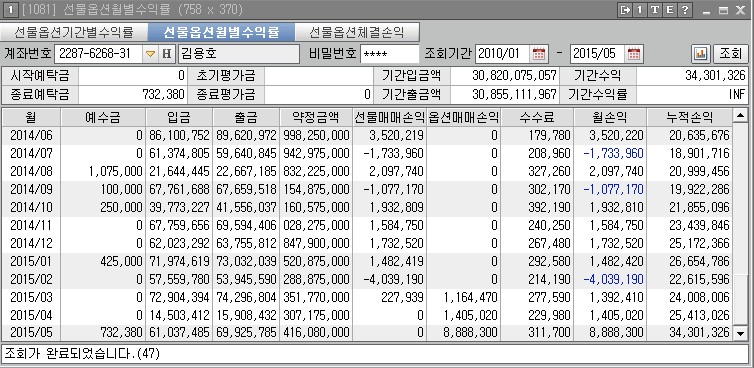 1 [1081] 선물옵션월별수익률 (758 x 370) 1 T E ?
선물옵션기간별수익률 선물옵션월별수익률 선물옵션체결손익
계좌번호 2287-6268-31 H 김용호 비밀번호 **** 조회기간 2010/01 - 2015/05 조회
시작예탁금 0 초기평가금 기간입금액 30,820,075,057 기간수익 34,301,326
종료예탁금 732,380 종료평가금 0 기간출금액 30,855,111,967 기간수익률 INF
월 예수금 입금 출금 약정금액 선물매매손익 옵션매매손익 수수료 월손익 누적손익
2014/06 0 86,100,752 89,620,972 998,250,000 3,520,219 0 179,780 3,520,220 20,635,676
2014/07 0 61,374,805 59,640,845 942,975,000 -1,733,960 0 208,960 -1,733,960 18,901,716
2014/08 1,075,000 21,644,445 22,667,185 832,225,000 2,097,740 0 327,260 2,097,740 20,999,456
2014/09 100,000 67,761,688 67,659,518 154,875,000 -1,077,170 0 302,170 -1,077,170 19,922,286
2014/10 250,000 39,773,227 41,556,037 160,575,000 1,932,809 0 392,190 1,932,810 21,855,096
2014/11 0 67,759,656 69,594,406 028,275,000 1,584,750 0 240,250 1,584,750 23,439,846
2014/12 0 62,023,292 63,755,812 847,900,000 1,732,520 0 267,480 1,732,520 25,172,366
2015/01 425,000 71,974,619 73,032,039 520,875,000 1,482,419 0 292,580 1,482,420 26,654,786
2015/02 0 57,559,780 53,945,590 288,875,000 -4,039,190 0 214,190 -4,039,190 22,615,596
2015/03 0 72,904,394 74,296,804 351,770,000 227,939 1,164,470 277,590 1,392,410 24,008,006
2015/04 0 14,503,412 15,908,432 307,175,000 0 1,405,020 229,980 1,405,020 25,413,026
2015/05 732,380 61,037,485 69,925,785 416,080,000 0 8,888,300 311,700 8,888,300 34,301,326
조회가 완료되었습니다.(47)